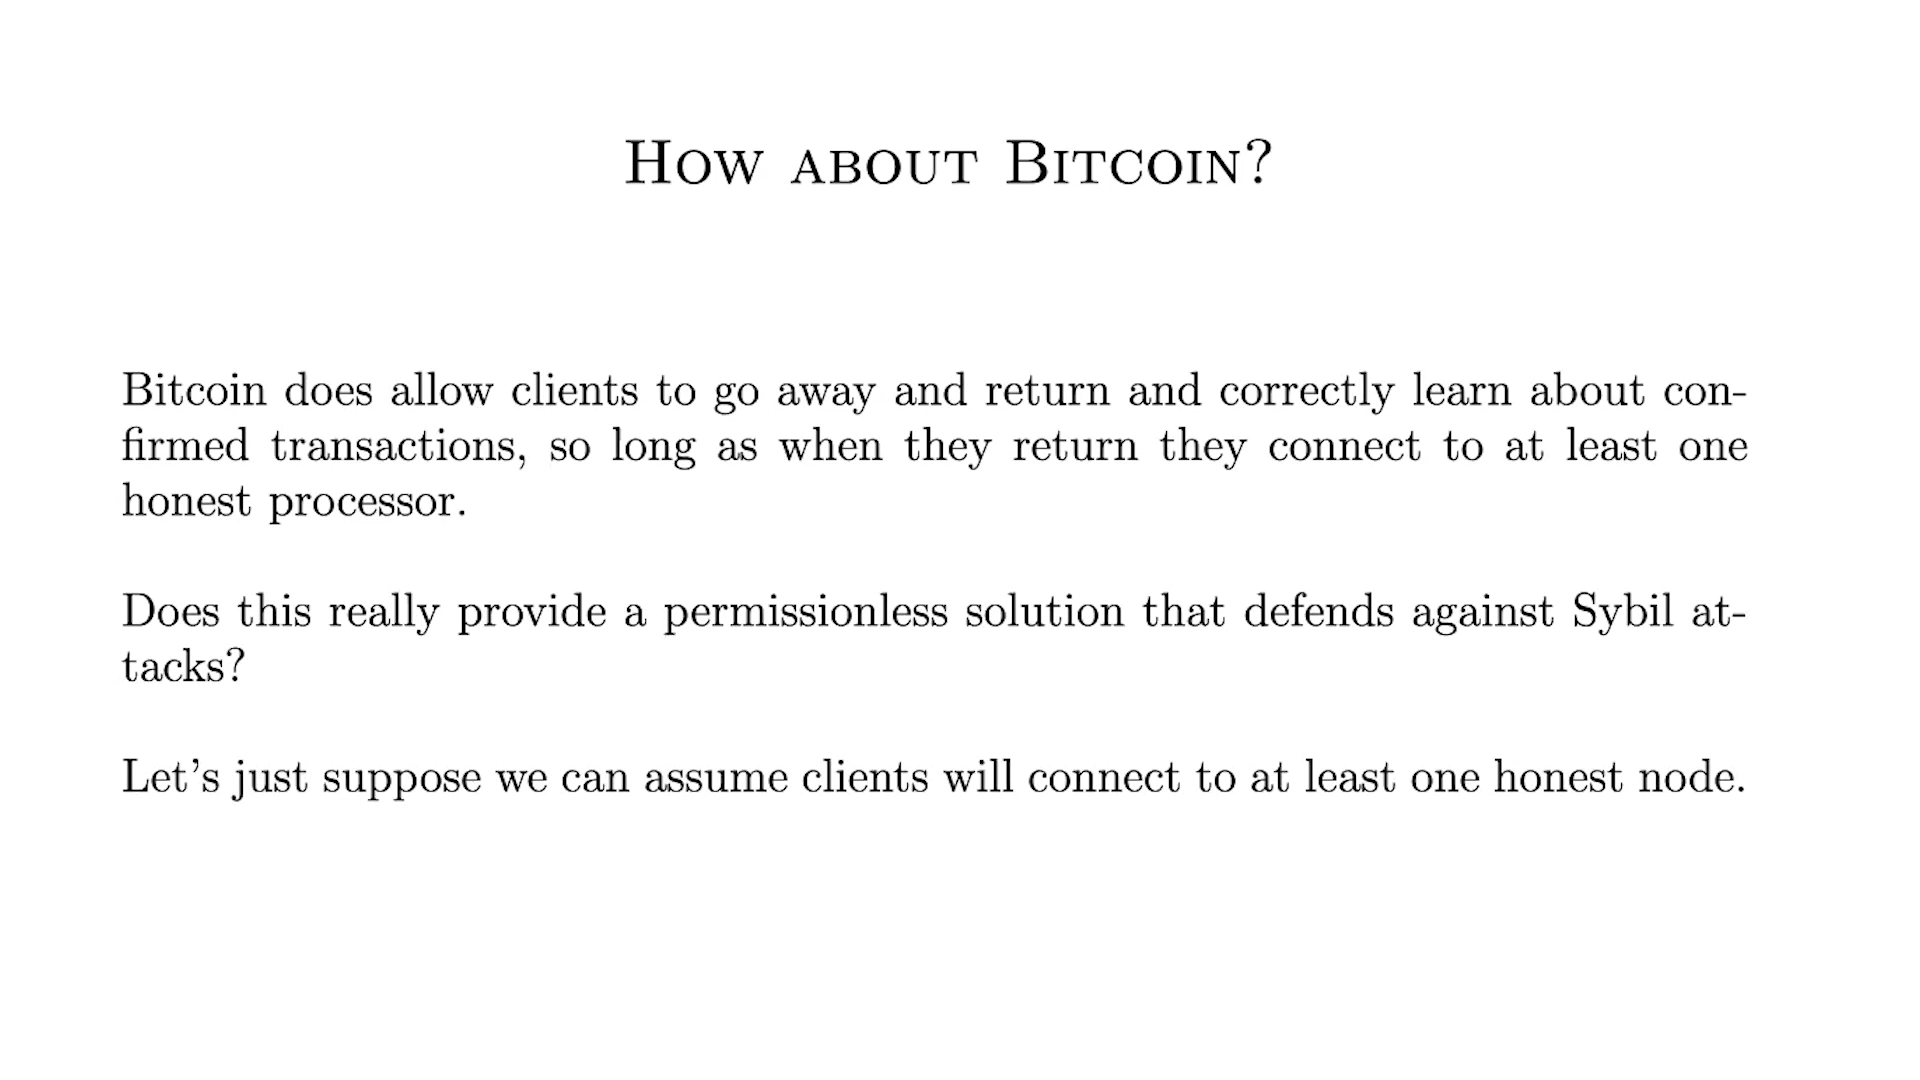 How about Bitcoin?
Bitcoin does allow clients to go away and return and correctly learn about con-
firmed transactions, so long as when they return they connect to at least one
honest processor.
Does this really provide a permissionless solution that defends against Sybil at-
tacks?
Let's just suppose we can assume clients will connect to at least one honest node.